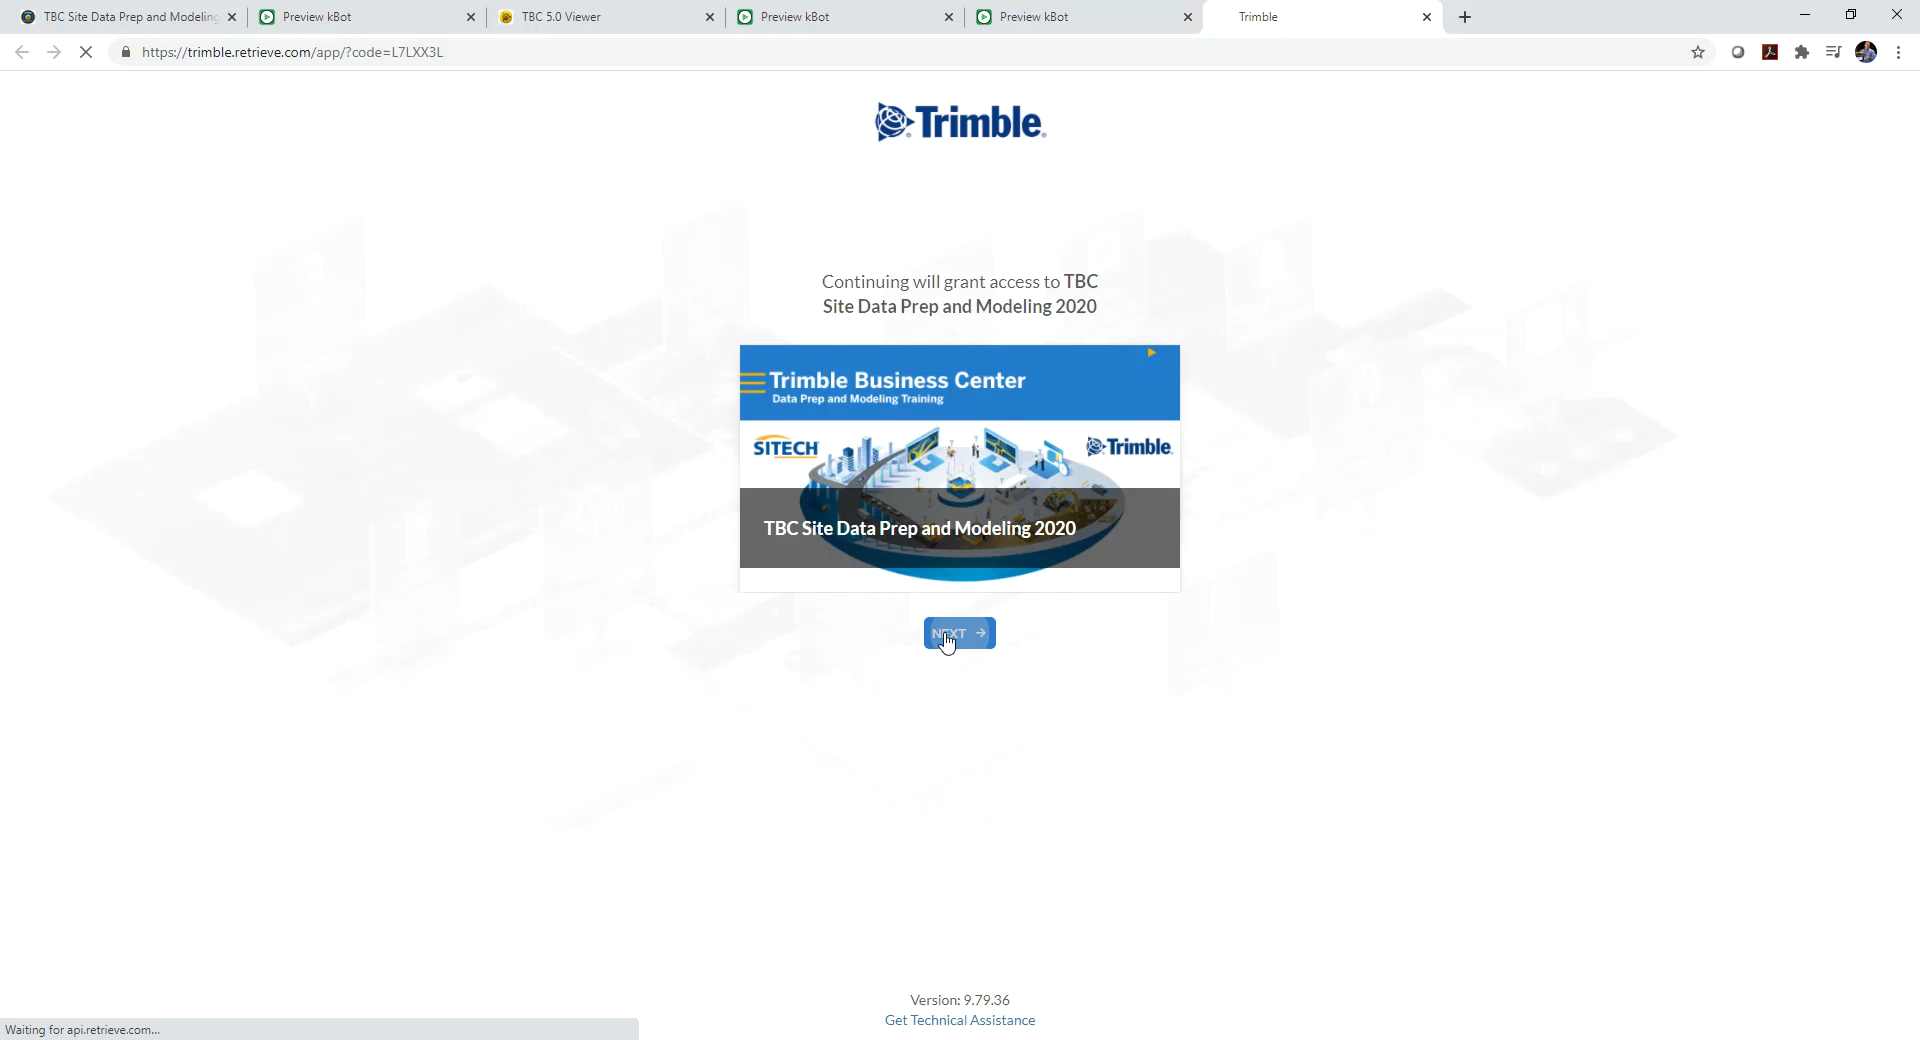 TBC Site Data Prep and Modeling
Preview kBot
TBC 5.0 Viewer
Preview kBot
Preview kBot
Trimble
https://trimble.retrieve.com/app/?code=L7LXX3L
Trimble
Continuing will grant access to TBC
Site Data Prep and Modeling 2020
Trimble Business Center
Data Prep and Modeling Training
SITECH
Trimble
TBC Site Data Prep and Modeling 2020
NEXT
Version: 9.79.36
Get Technical Assistance
Waiting for api.retrieve.com...